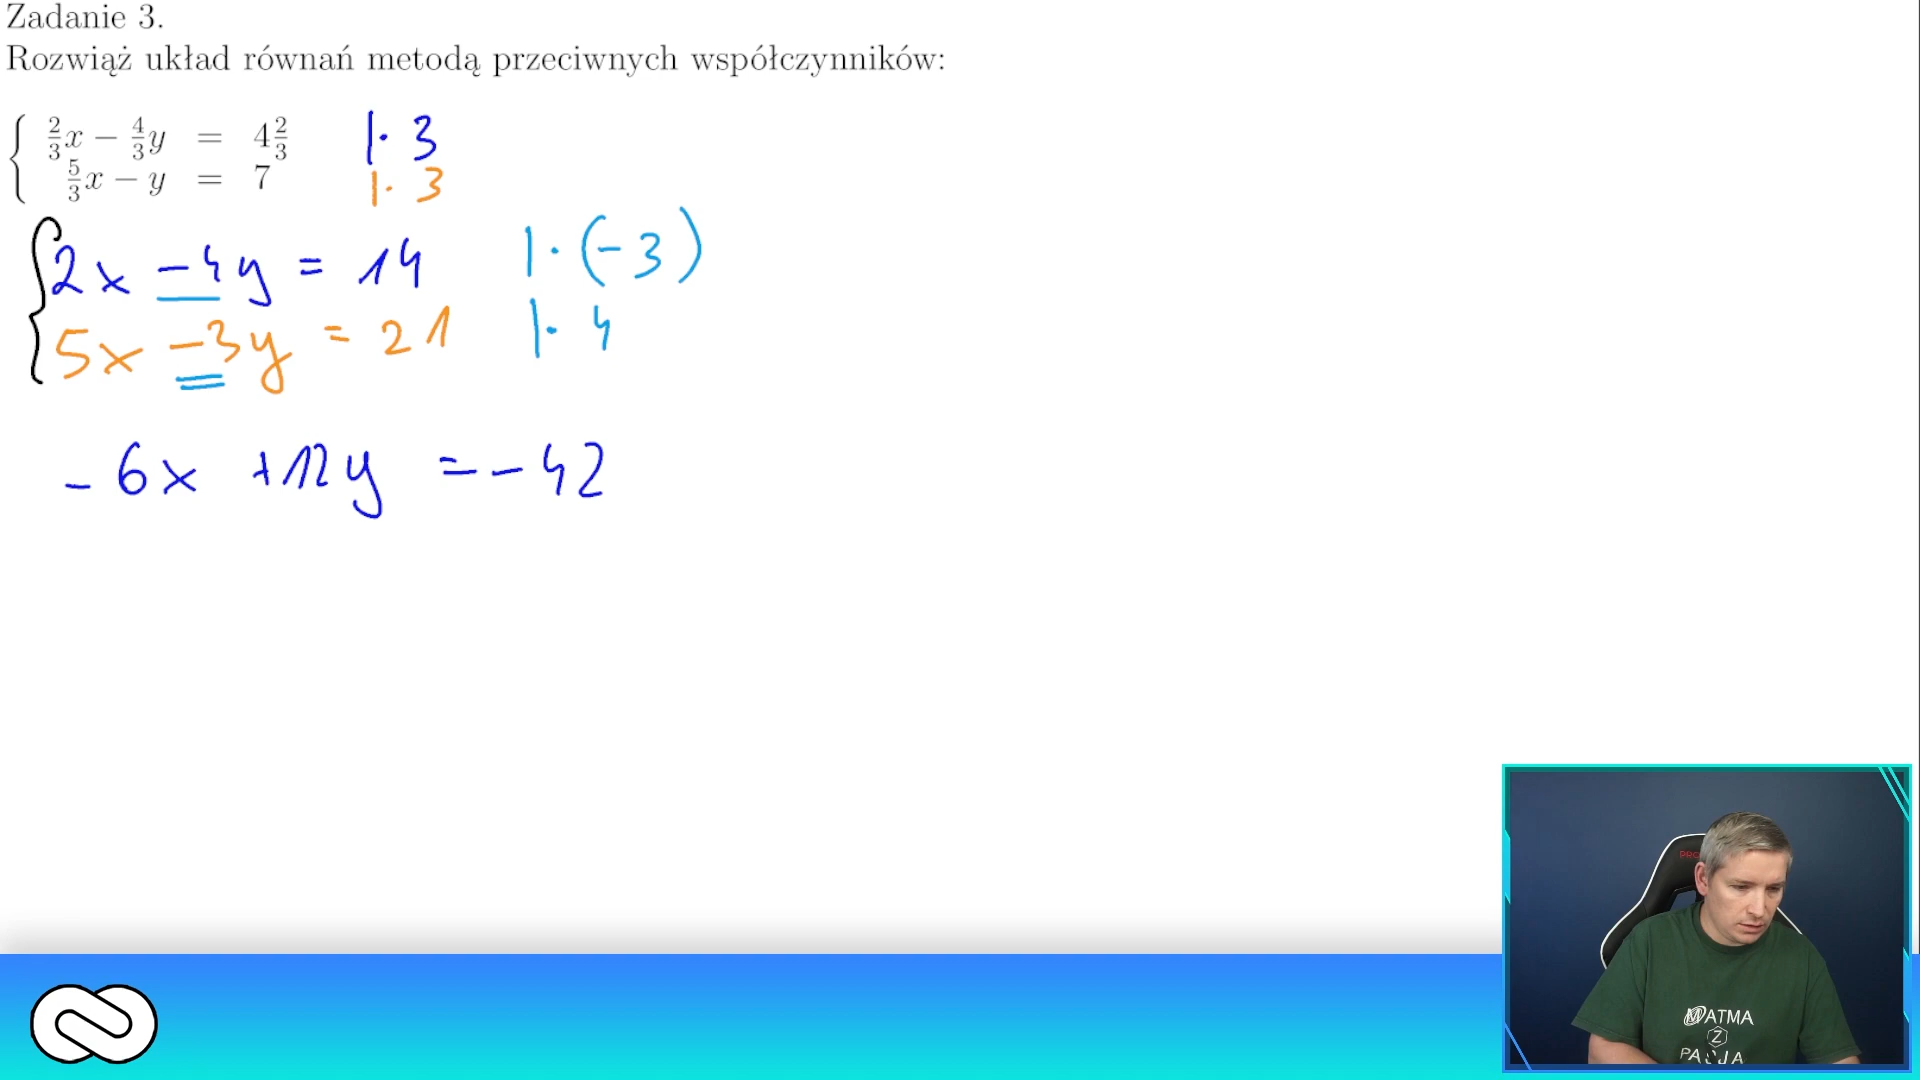 Zadanie 3.
Rozwiąż układ równań metodą przeciwnych współczynników:
{ 2/3x − 4/3y = 4 2/3 |· 3
5/3x − y = 7 |· 3
{ 2x −4y = 14 |· (−3)
5x −3y = 21 |· 4
- 6x +12y = - 42
MATMA
Z
PASJA